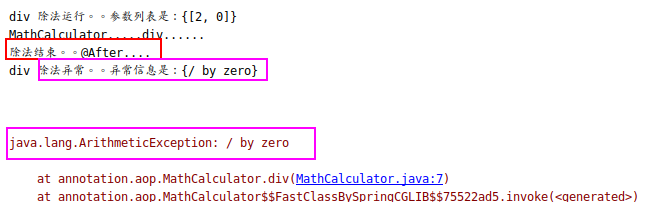 div 除法运行。。参数列表是：{[2, 0]}
MathCalculator.....div......
除法结束。。@After....
div 除法异常。。异常信息是：{/ by zero}
java.lang.ArithmeticException: / by zero
at annotation.aop.MathCalculator.div(MathCalculator.java:7)
at annotation.aop.MathCalculator$$FastClassBySpringCGLIB$$75522ad5.invoke(<generated>)